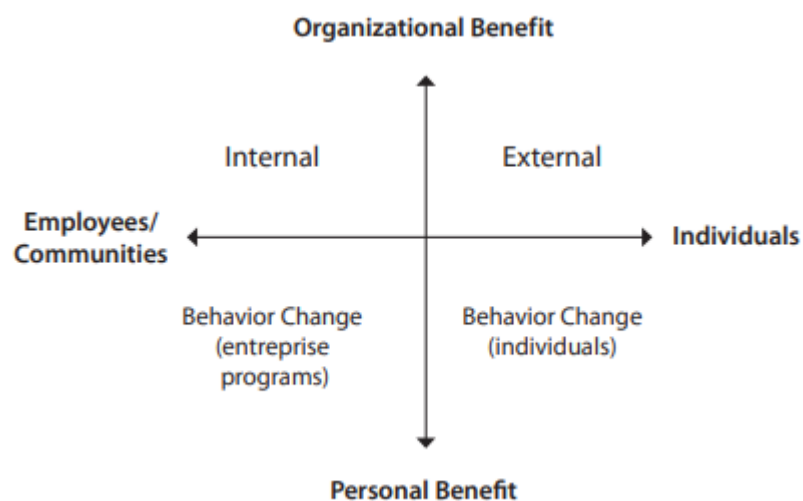 Organizational Benefit
Internal
External
Employees/
Communities
Individuals
Behavior Change
(entreprise
programs)
Behavior Change
(individuals)
Personal Benefit